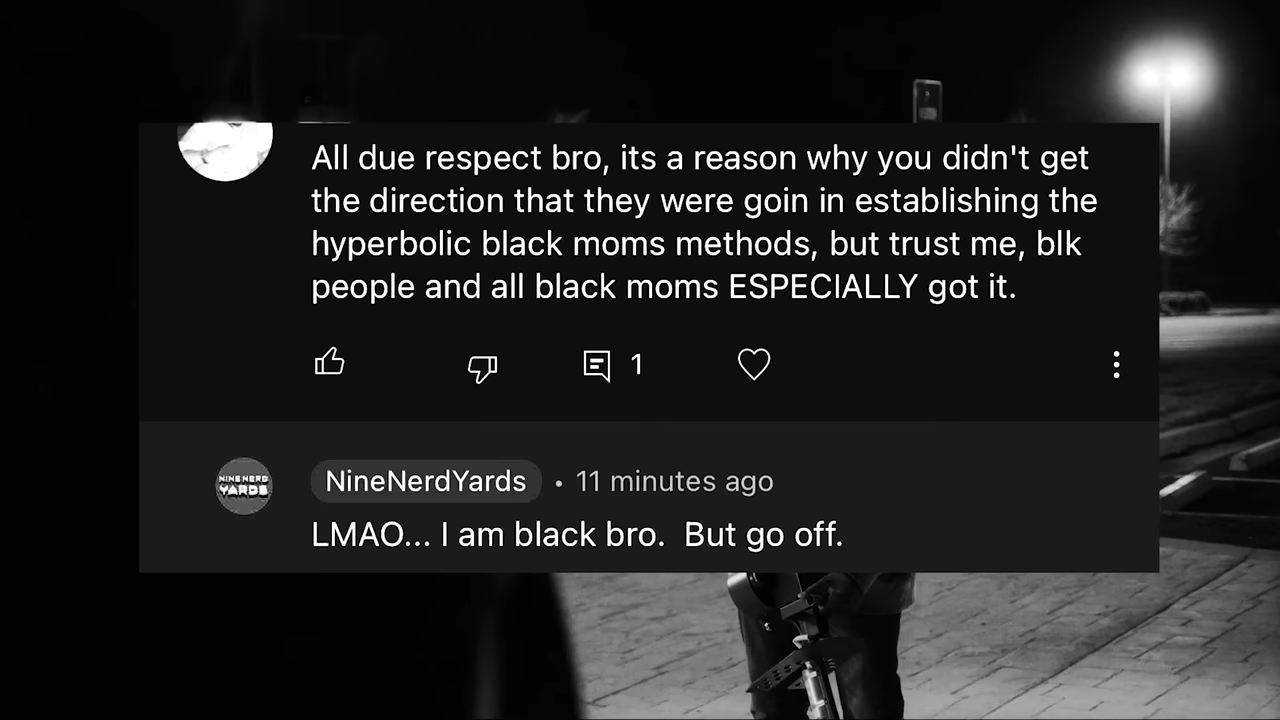 All due respect bro, its a reason why you didn't get
the direction that they were goin in establishing the
hyperbolic black moms methods, but trust me, blk
people and all black moms ESPECIALLY got it.
1
NINE NERD
YARDS
NineNerdYards • 11 minutes ago
LMAO... I am black bro.  But go off.